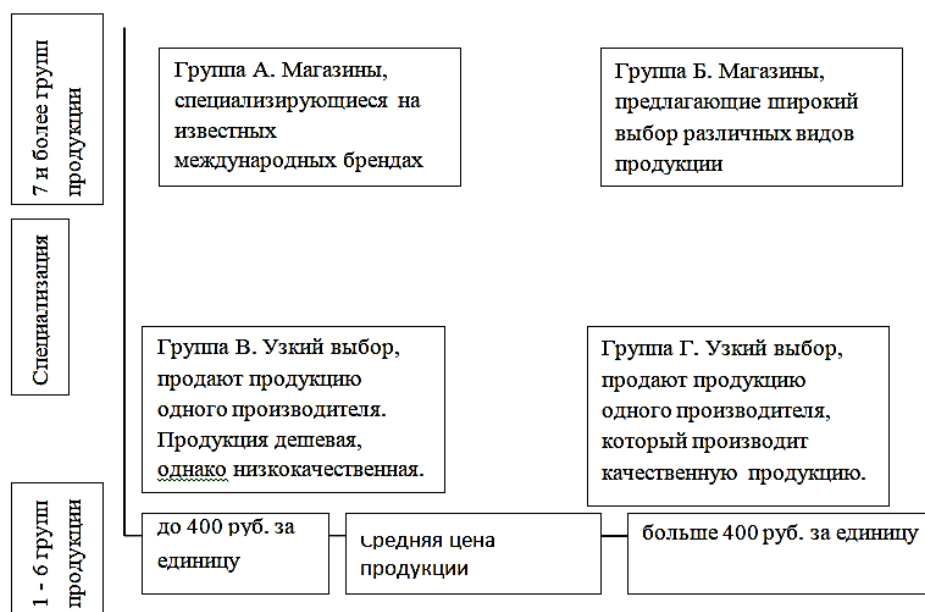 7 и более групп
продукции
Группа А. Магазины,
специализирующиеся на
известных
международных брендах
Группа Б. Магазины,
предлагающие широкий
выбор различных видов
продукции
Специализация
Группа В. Узкий выбор,
продают продукцию
одного производителя.
Продукция дешевая,
однако низкокачественная.
Группа Г. Узкий выбор,
продают продукцию
одного производителя,
который производит
качественную продукцию.
1 - 6 групп
продукции
до 400 руб. за
единицу
Средняя цена
продукции
больше 400 руб. за единицу